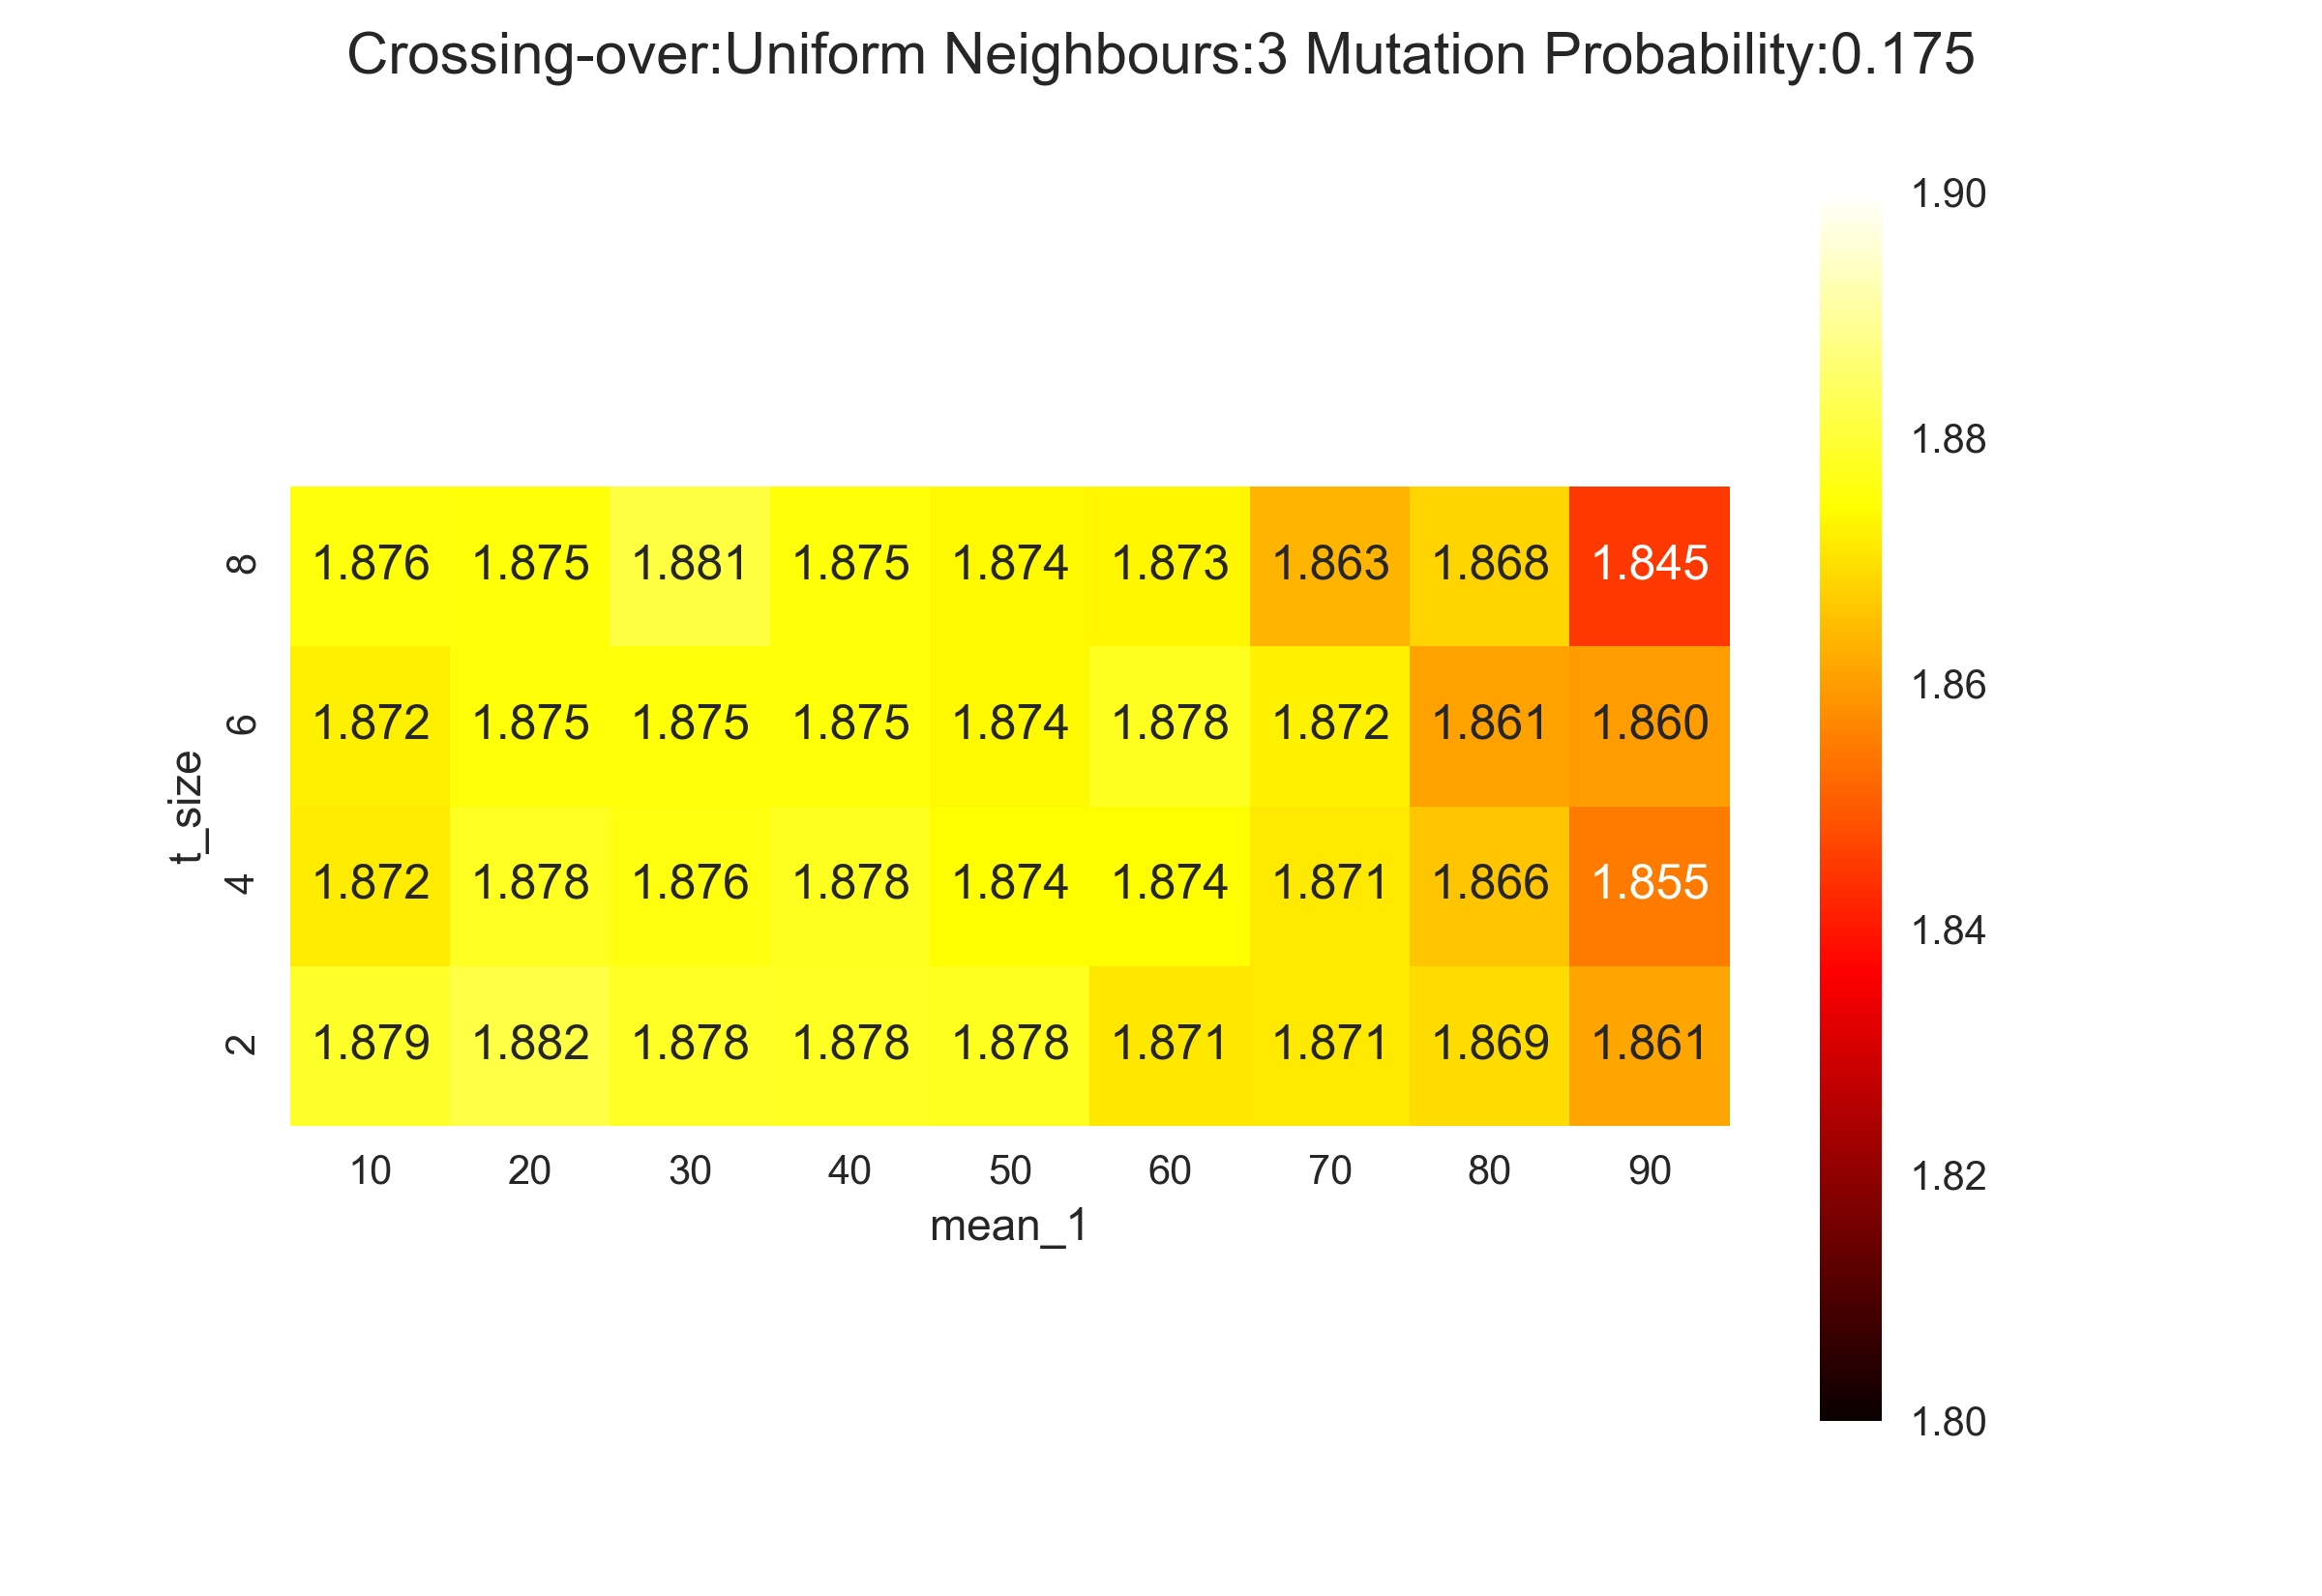 Crossing-over:Uniform Neighbours:3 Mutation Probability:0.175
t_size
8 1.876 1.875 1.881 1.875 1.874 1.873 1.863 1.868 1.845
6 1.872 1.875 1.875 1.875 1.874 1.878 1.872 1.861 1.860
4 1.872 1.878 1.876 1.878 1.874 1.874 1.871 1.866 1.855
2 1.879 1.882 1.878 1.878 1.878 1.871 1.871 1.869 1.861
10 20 30 40 50 60 70 80 90
mean_1
1.90
1.88
1.86
1.84
1.82
1.80